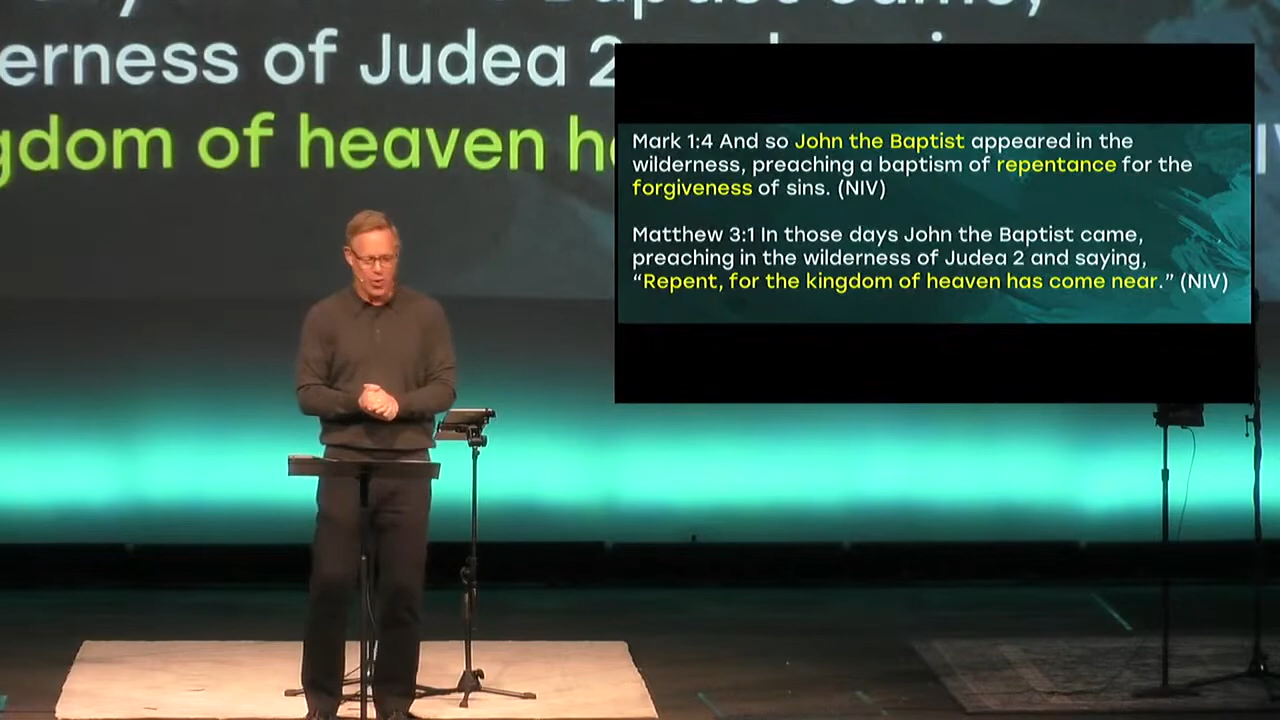 Baptist came,
erness of Judea 2
gdom of heaven
Mark 1:4 And so John the Baptist appeared in the
wilderness, preaching a baptism of repentance for the
forgiveness of sins. (NIV)
Matthew 3:1 In those days John the Baptist came,
preaching in the wilderness of Judea 2 and saying,
“Repent, for the kingdom of heaven has come near.” (NIV)